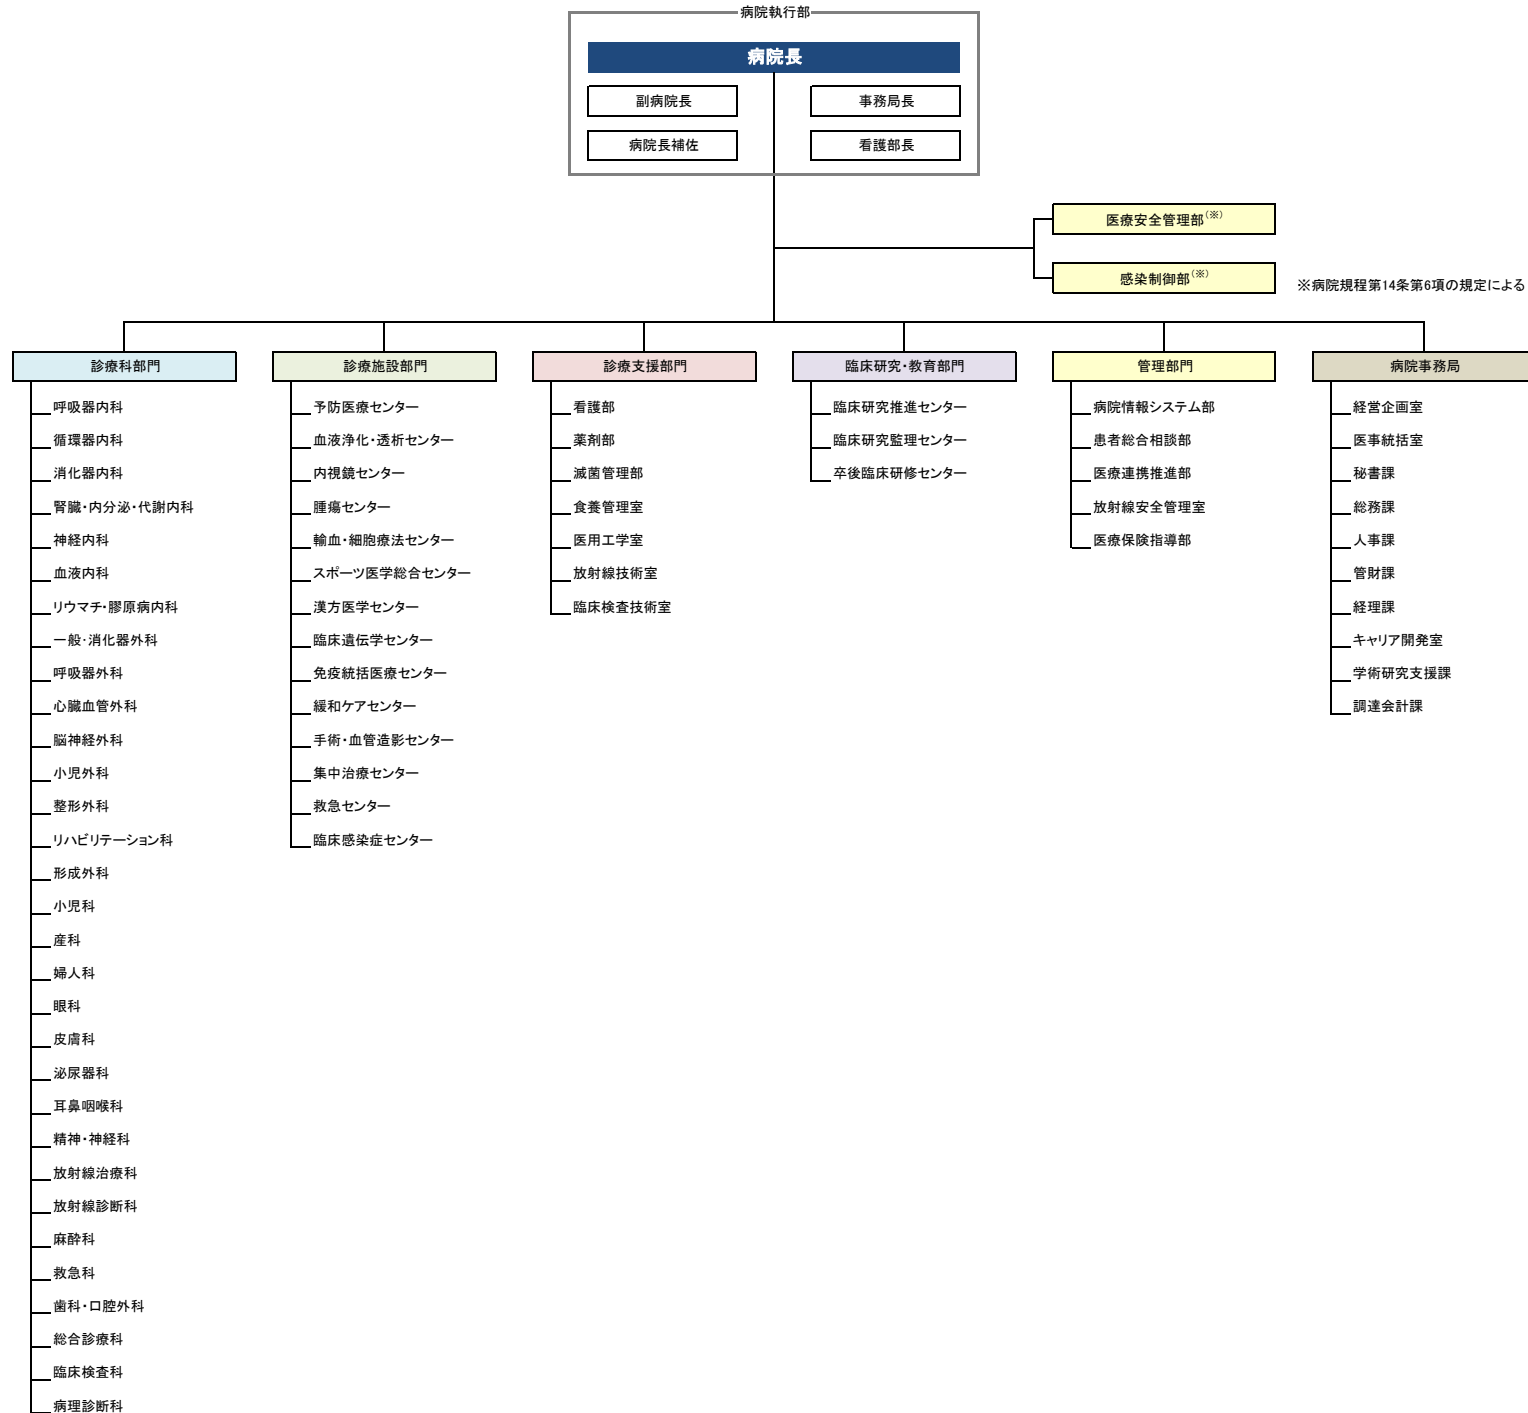 病院執行部
病院長
副病院長
事務局長
病院長補佐
看護部長
医療安全管理部(※)
感染制御部(※)
※病院規程第14条第6項の規定による
診療科部門
呼吸器内科
循環器内科
消化器内科
腎臓・内分泌・代謝内科
神経内科
血液内科
リウマチ・膠原病内科
一般・消化器外科
呼吸器外科
心臓血管外科
脳神経外科
小児外科
整形外科
リハビリテーション科
形成外科
小児科
産科
婦人科
眼科
皮膚科
泌尿器科
耳鼻咽喉科
精神・神経科
放射線治療科
放射線診断科
麻酔科
救急科
歯科・口腔外科
総合診療科
臨床検査科
病理診断科
診療施設部門
予防医療センター
血液浄化・透析センター
内視鏡センター
腫瘍センター
輸血・細胞療法センター
スポーツ医学総合センター
漢方医学センター
臨床遺伝学センター
免疫統括医療センター
緩和ケアセンター
手術・血管造影センター
集中治療センター
救急センター
臨床感染症センター
診療支援部門
看護部
薬剤部
滅菌管理部
食養管理室
医用工学室
放射線技術室
臨床検査技術室
臨床研究・教育部門
臨床研究推進センター
臨床研究監理センター
卒後臨床研修センター
管理部門
病院情報システム部
患者総合相談部
医療連携推進部
放射線安全管理室
医療保険指導部
病院事務局
経営企画室
医事統括室
秘書課
総務課
人事課
管財課
経理課
キャリア開発室
学術研究支援課
調達会計課